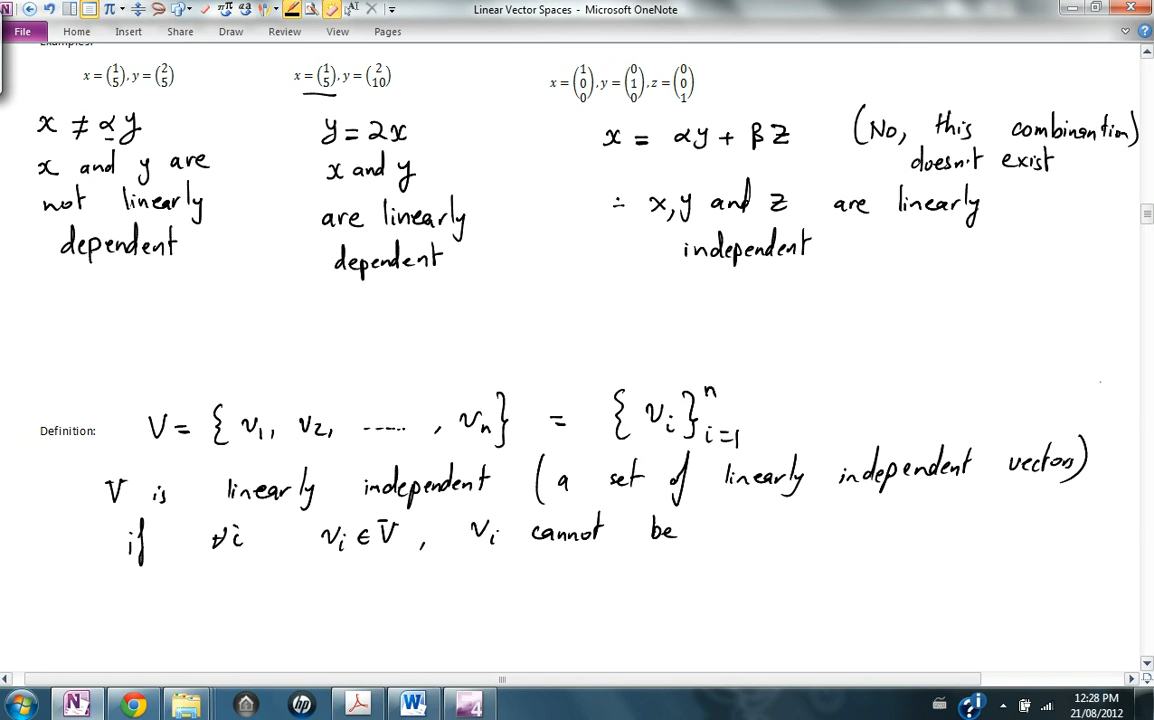 Linear Vector Spaces - Microsoft OneNote
File Home Insert Share Draw Review View Pages
Examples:
x = (1 5), y = (2 5)
x = (1 5), y = (2 10)
x = (1 0 0), y = (0 1 0), z = (0 0 1)
x ≠ αy
x and y are
not linearly
dependent
y = 2x
x and y
are linearly
dependent
x = αy + βz (No, this combinantion)
doesn't exist
∴ x, y and z are linearly
independent
Definition: V = { v₁, v₂, ....., vₙ} = { vᵢ }ⁿᵢ₌₁
V is linearly independent (a set of linearly independent vectors)
if ∀i vᵢ ∈ V, vᵢ cannot be
12:28 PM
21/08/2012